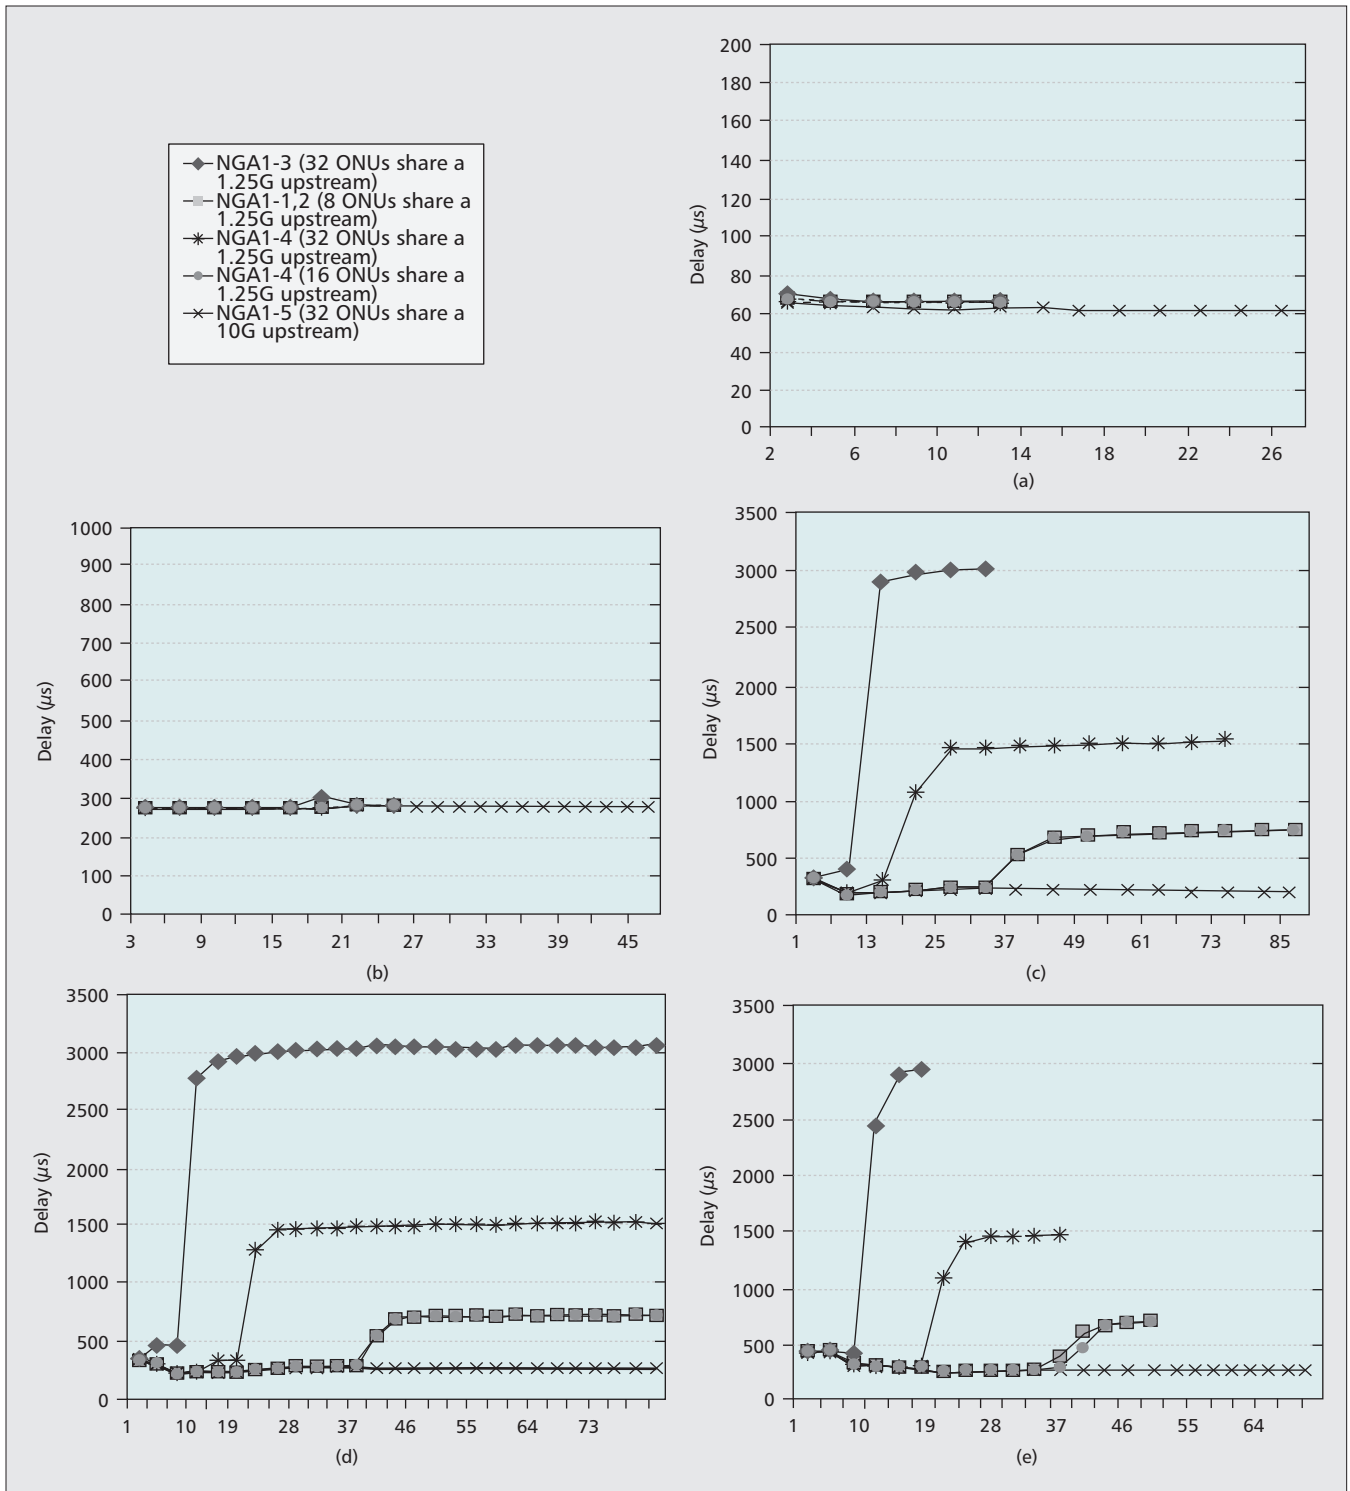 NGA1-3 (32 ONUs share a
1.25G upstream)
NGA1-1,2 (8 ONUs share a
1.25G upstream)
NGA1-4 (32 ONUs share a
1.25G upstream)
NGA1-4 (16 ONUs share a
1.25G upstream)
NGA1-5 (32 ONUs share a
10G upstream)
Delay (µs)
200
180
160
140
120
100
80
60
40
20
0
2 6 10 14 18 22 26
(a)
Delay (µs)
1000
900
800
700
600
500
400
300
200
100
0
3 9 15 21 27 33 39 45
(b)
Delay (µs)
3500
3000
2500
2000
1500
1000
500
0
1 13 25 37 49 61 73 85
(c)
Delay (µs)
3500
3000
2500
2000
1500
1000
500
0
1 10 19 28 37 46 55 64 73
(d)
Delay (µs)
3500
3000
2500
2000
1500
1000
500
0
1 10 19 28 37 46 55 64
(e)